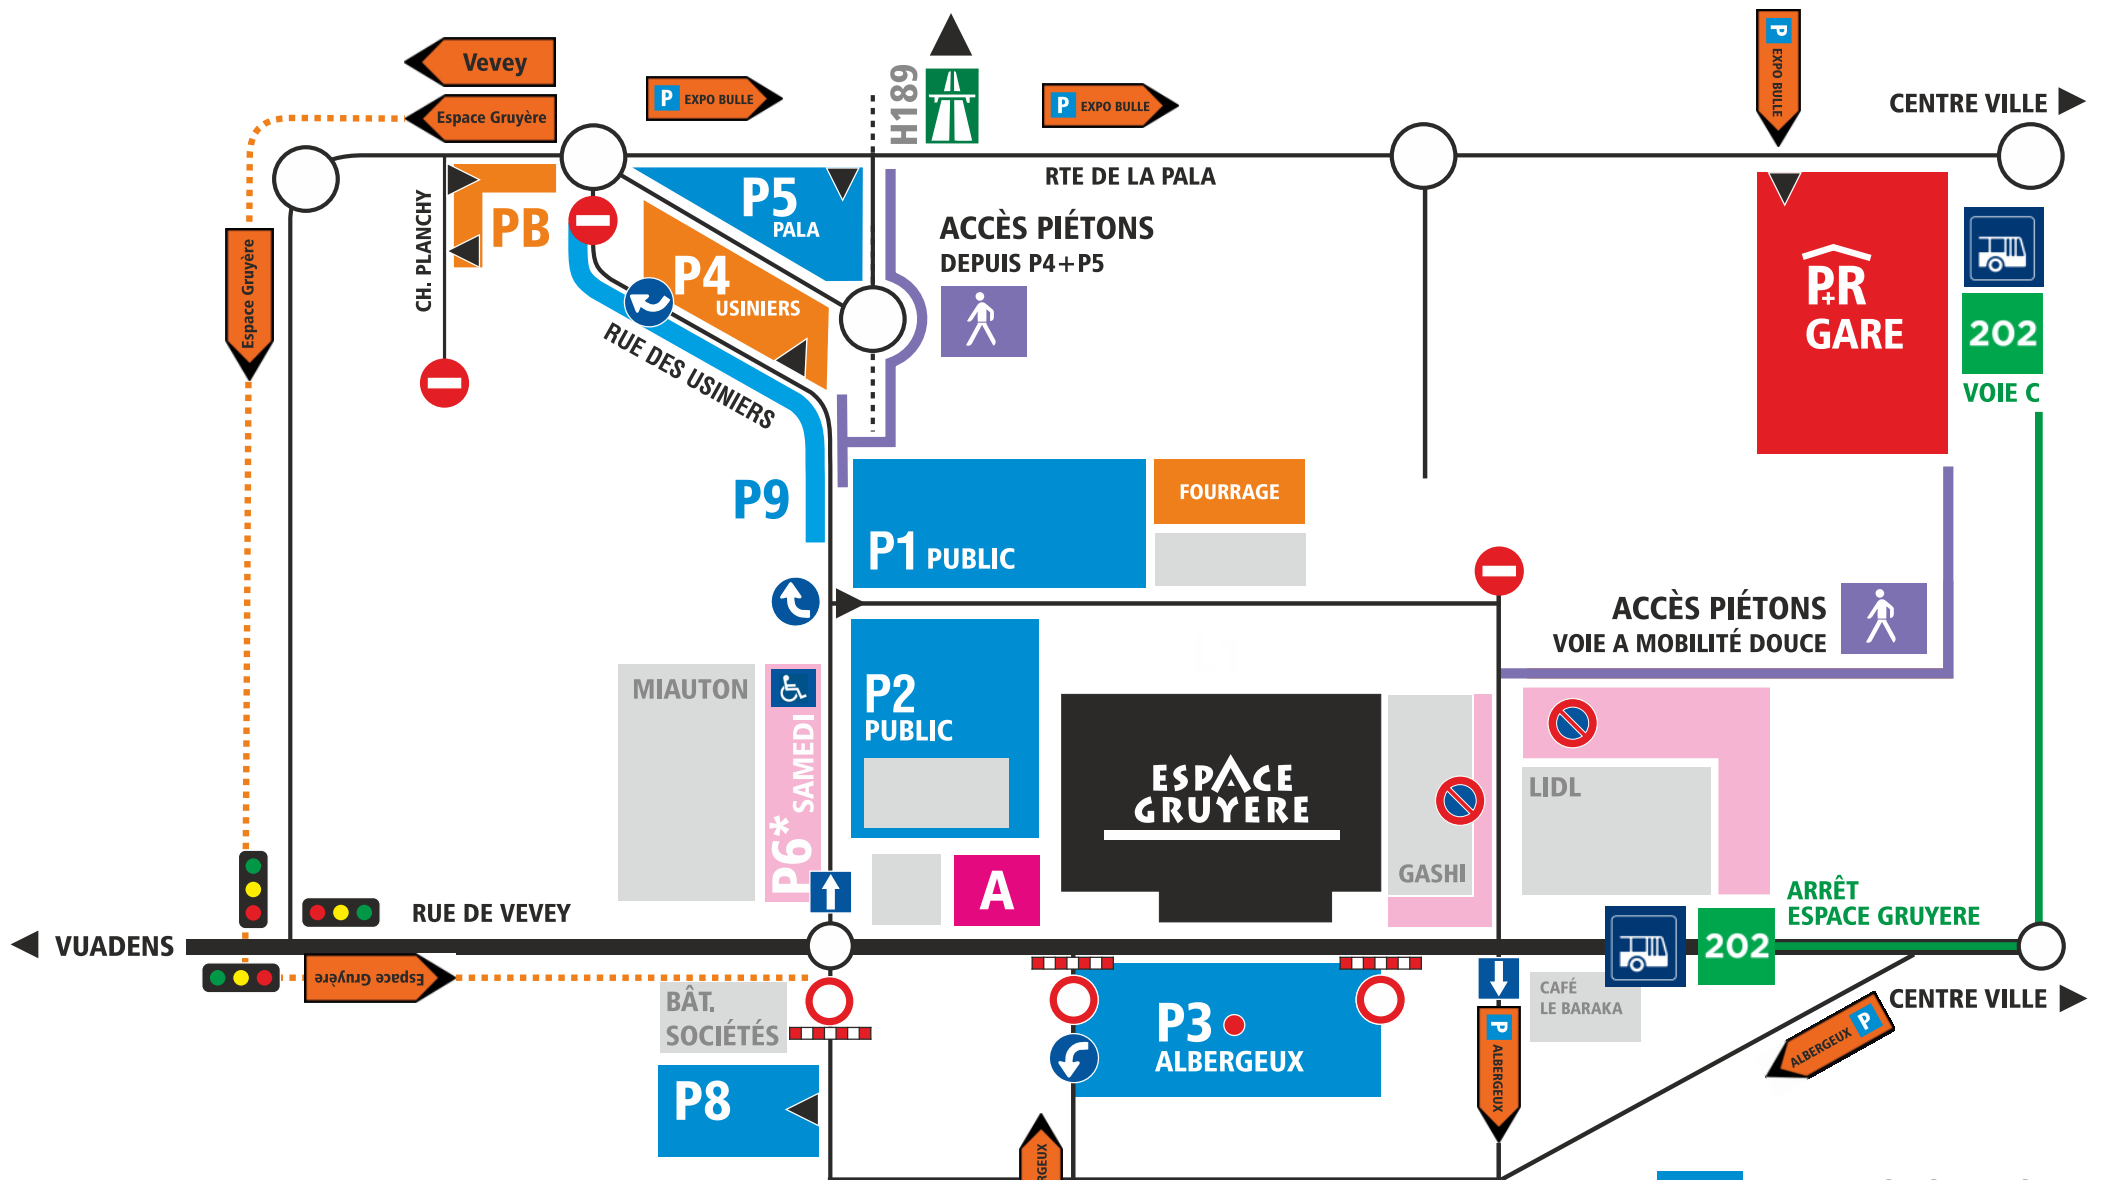 Vevey
Espace Gruyère
P EXPO BULLE
H189
P EXPO BULLE
P EXPO BULLE
CENTRE VILLE
RTE DE LA PALA
CH. PLANCHY
PB
P5
PALA
P4
USINIERS
RUE DES USINIERS
ACCÈS PIÉTONS
DEPUIS P4+P5
P+R
GARE
202
VOIE C
Espace Gruyère
P9
P1 PUBLIC
FOURRAGE
ACCÈS PIÉTONS
VOIE A MOBILITÉ DOUCE
MIAUTON
P6* SAMEDI
P2
PUBLIC
ESPACE
GRUYERE
GASHI
LIDL
A
RUE DE VEVEY
VUADENS
ARRÊT
ESPACE GRUYERE
202
Espace Gruyère
BÂT.
SOCIÉTÉS
P3
ALBERGEUX
P ALBERGEUX
CAFÉ
LE BARAKA
CENTRE VILLE
ALBERGEUX P
P8
RGEUX